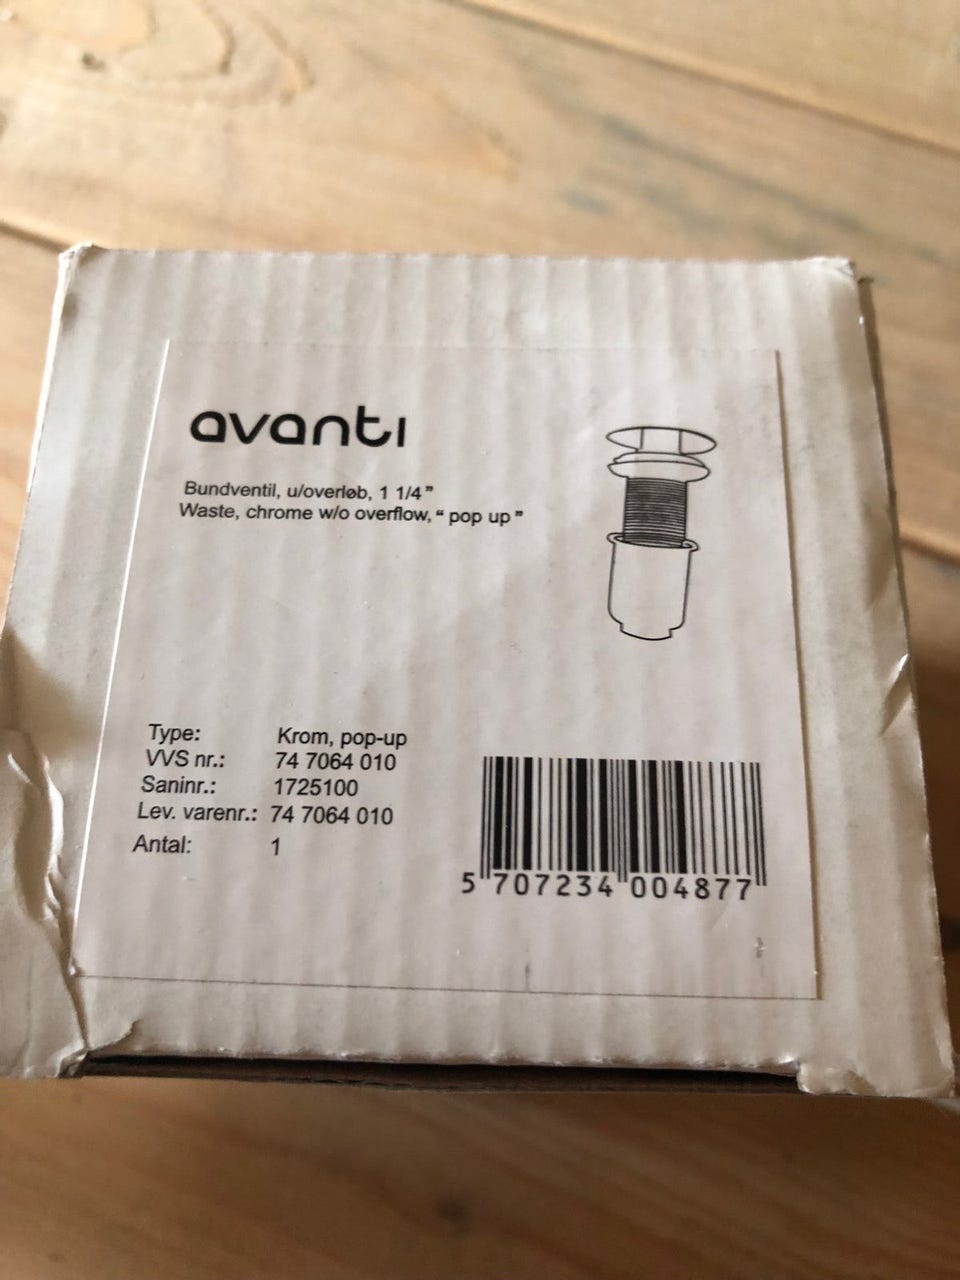 avanti
Bundventil, u/overløb, 1 1/4”
Waste, chrome w/o overflow, “ pop up ”
Type: Krom, pop-up
VVS nr.: 74 7064 010
Saninr.: 1725100
Lev. varenr.: 74 7064 010
Antal: 1
5 707234 004877